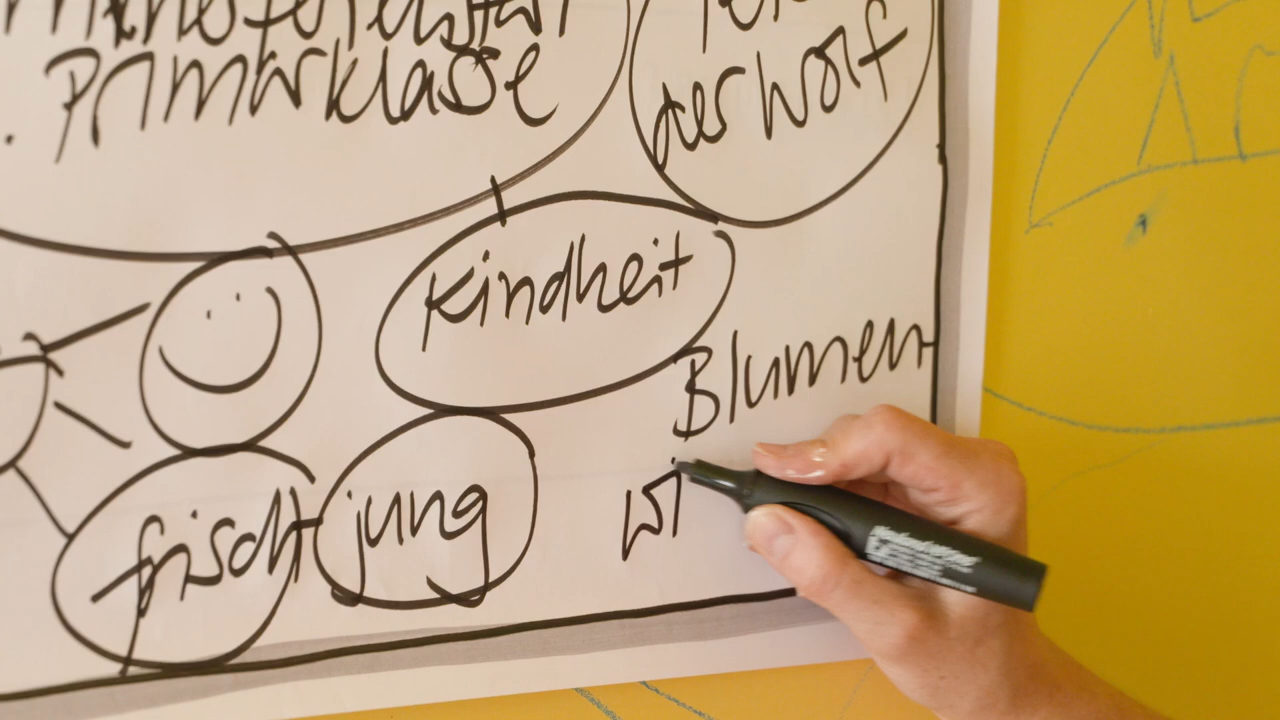 Primarklasse
der Wolf
Kindheit
Blumen
frisch
jung